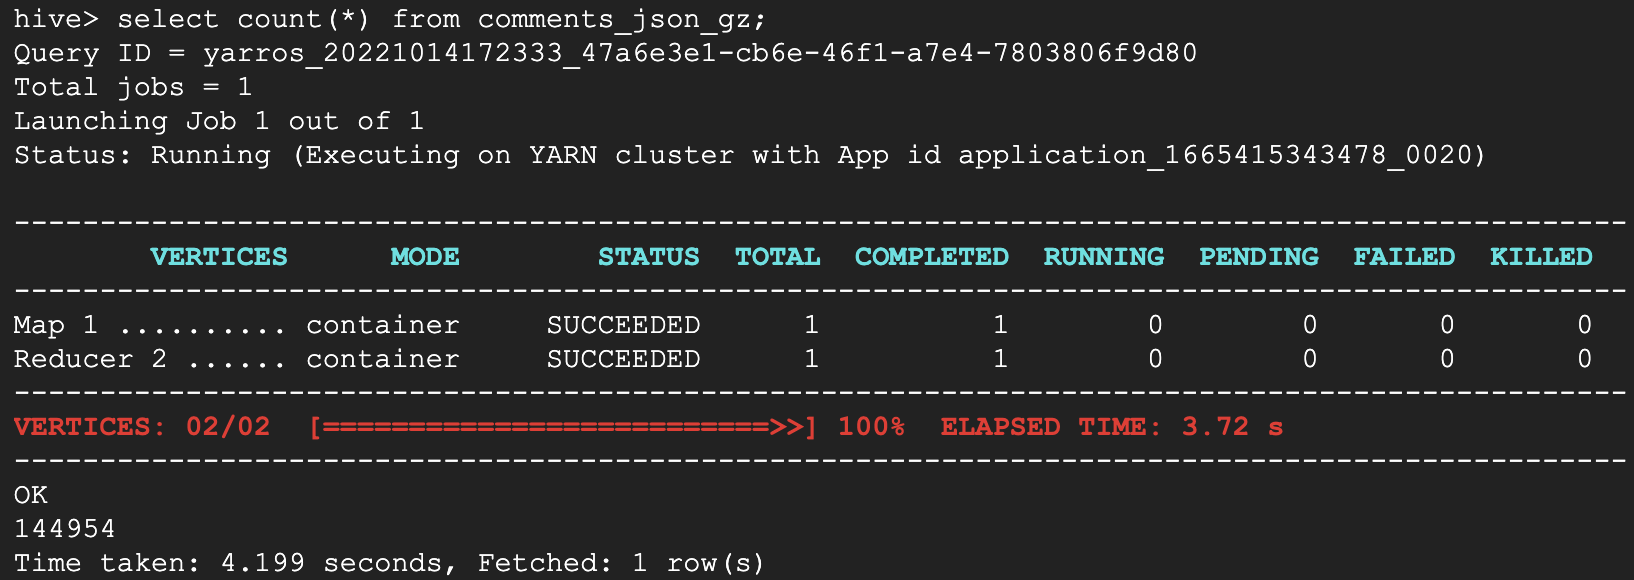 hive> select count(*) from comments_json_gz;
Query ID = yarros_20221014172333_47a6e3e1-cb6e-46f1-a7e4-7803806f9d80
Total jobs = 1
Launching Job 1 out of 1
Status: Running (Executing on YARN cluster with App id application_1665415343478_0020)
----------------------------------------------------------------------------------------------
        VERTICES      MODE        STATUS  TOTAL  COMPLETED  RUNNING  PENDING  FAILED  KILLED
----------------------------------------------------------------------------------------------
Map 1 .......... container     SUCCEEDED      1          1        0        0       0       0
Reducer 2 ...... container     SUCCEEDED      1          1        0        0       0       0
----------------------------------------------------------------------------------------------
VERTICES: 02/02  [==========================>>] 100%  ELAPSED TIME: 3.72 s
----------------------------------------------------------------------------------------------
OK
144954
Time taken: 4.199 seconds, Fetched: 1 row(s)